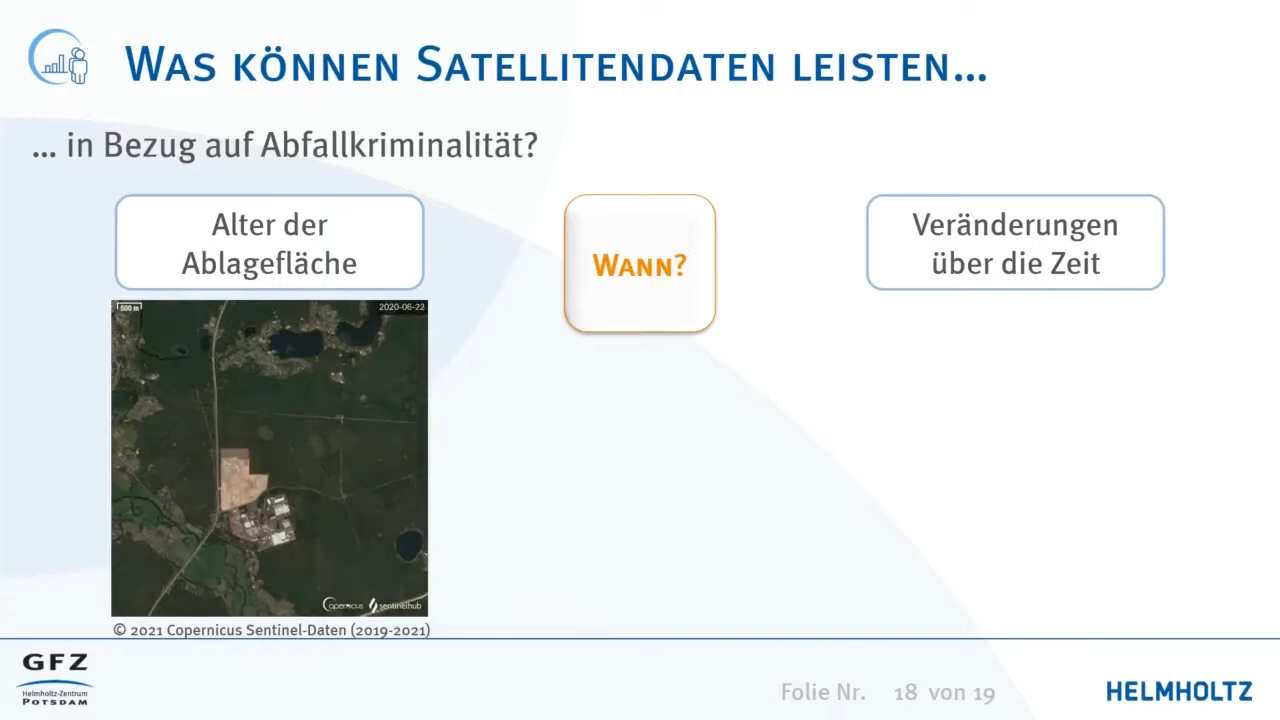 Was können Satellitendaten leisten...
... in Bezug auf Abfallkriminalität?
Alter der
Ablagefläche
Wann?
Veränderungen
über die Zeit
500 m
2020-06-22
Copernicus sentinelhub
© 2021 Copernicus Sentinel-Daten (2019-2021)
GFZ
Helmholtz-Zentrum
Potsdam
Folie Nr. 18 von 19
HELMHOLTZ